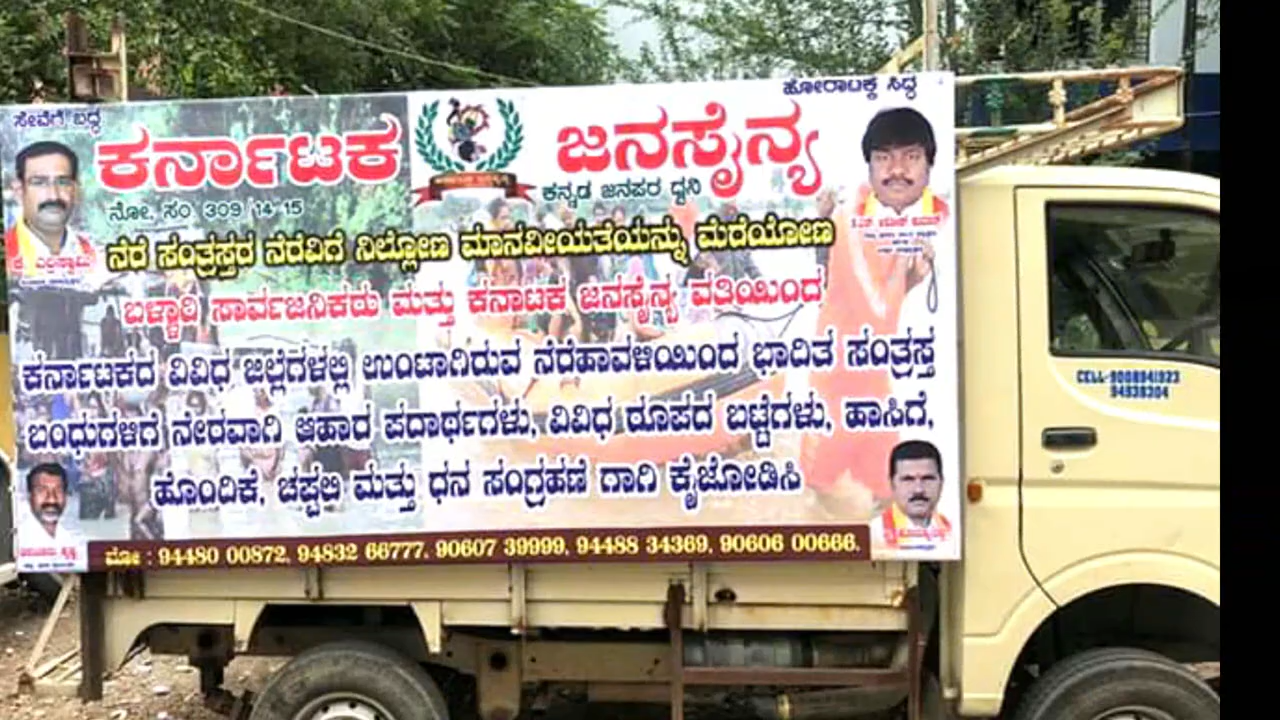 ಸೇವೆಗೆ ಬದ್ಧ
ಹೋರಾಟಕ್ಕೆ ಸಿದ್ಧ
ಕರ್ನಾಟಕ ಜನಸೈನ್ಯ
ಕನ್ನಡ ಜನಪರ ಧ್ವನಿ
ನೋ. ಸಂ 309 14 15
ನೆರೆ ಸಂತ್ರಸ್ತರ ನೆರವಿಗೆ ನಿಲ್ಲೋಣ ಮಾನವೀಯತೆಯನ್ನು ಮೆರೆಯೋಣ
ಬಳ್ಳಾರಿ ಸಾರ್ವಜನಿಕರು ಮತ್ತು ಕರ್ನಾಟಕ ಜನಸೈನ್ಯ ವತಿಯಿಂದ
ಕರ್ನಾಟಕದ ವಿವಿಧ ಜಿಲ್ಲೆಗಳಲ್ಲಿ ಉಂಟಾಗಿರುವ ನೆರೆಹಾವಳಿಯಿಂದ ಭಾದಿತ ಸಂತ್ರಸ್ತ
ಬಂಧುಗಳಿಗೆ ನೇರವಾಗಿ ಆಹಾರ ಪದಾರ್ಥಗಳು, ವಿವಿಧ ರೂಪದ ಬಟ್ಟೆಗಳು, ಹಾಸಿಗೆ,
ಹೊಂದಿಕೆ, ಚಪ್ಪಲಿ ಮತ್ತು ಧನ ಸಂಗ್ರಹಣೆ ಗಾಗಿ ಕೈಜೋಡಿಸಿ
ಮೋ : 94480 00872, 94832 66777, 90607 39999, 94488 34369, 90606 00666.
CELL-9008941923